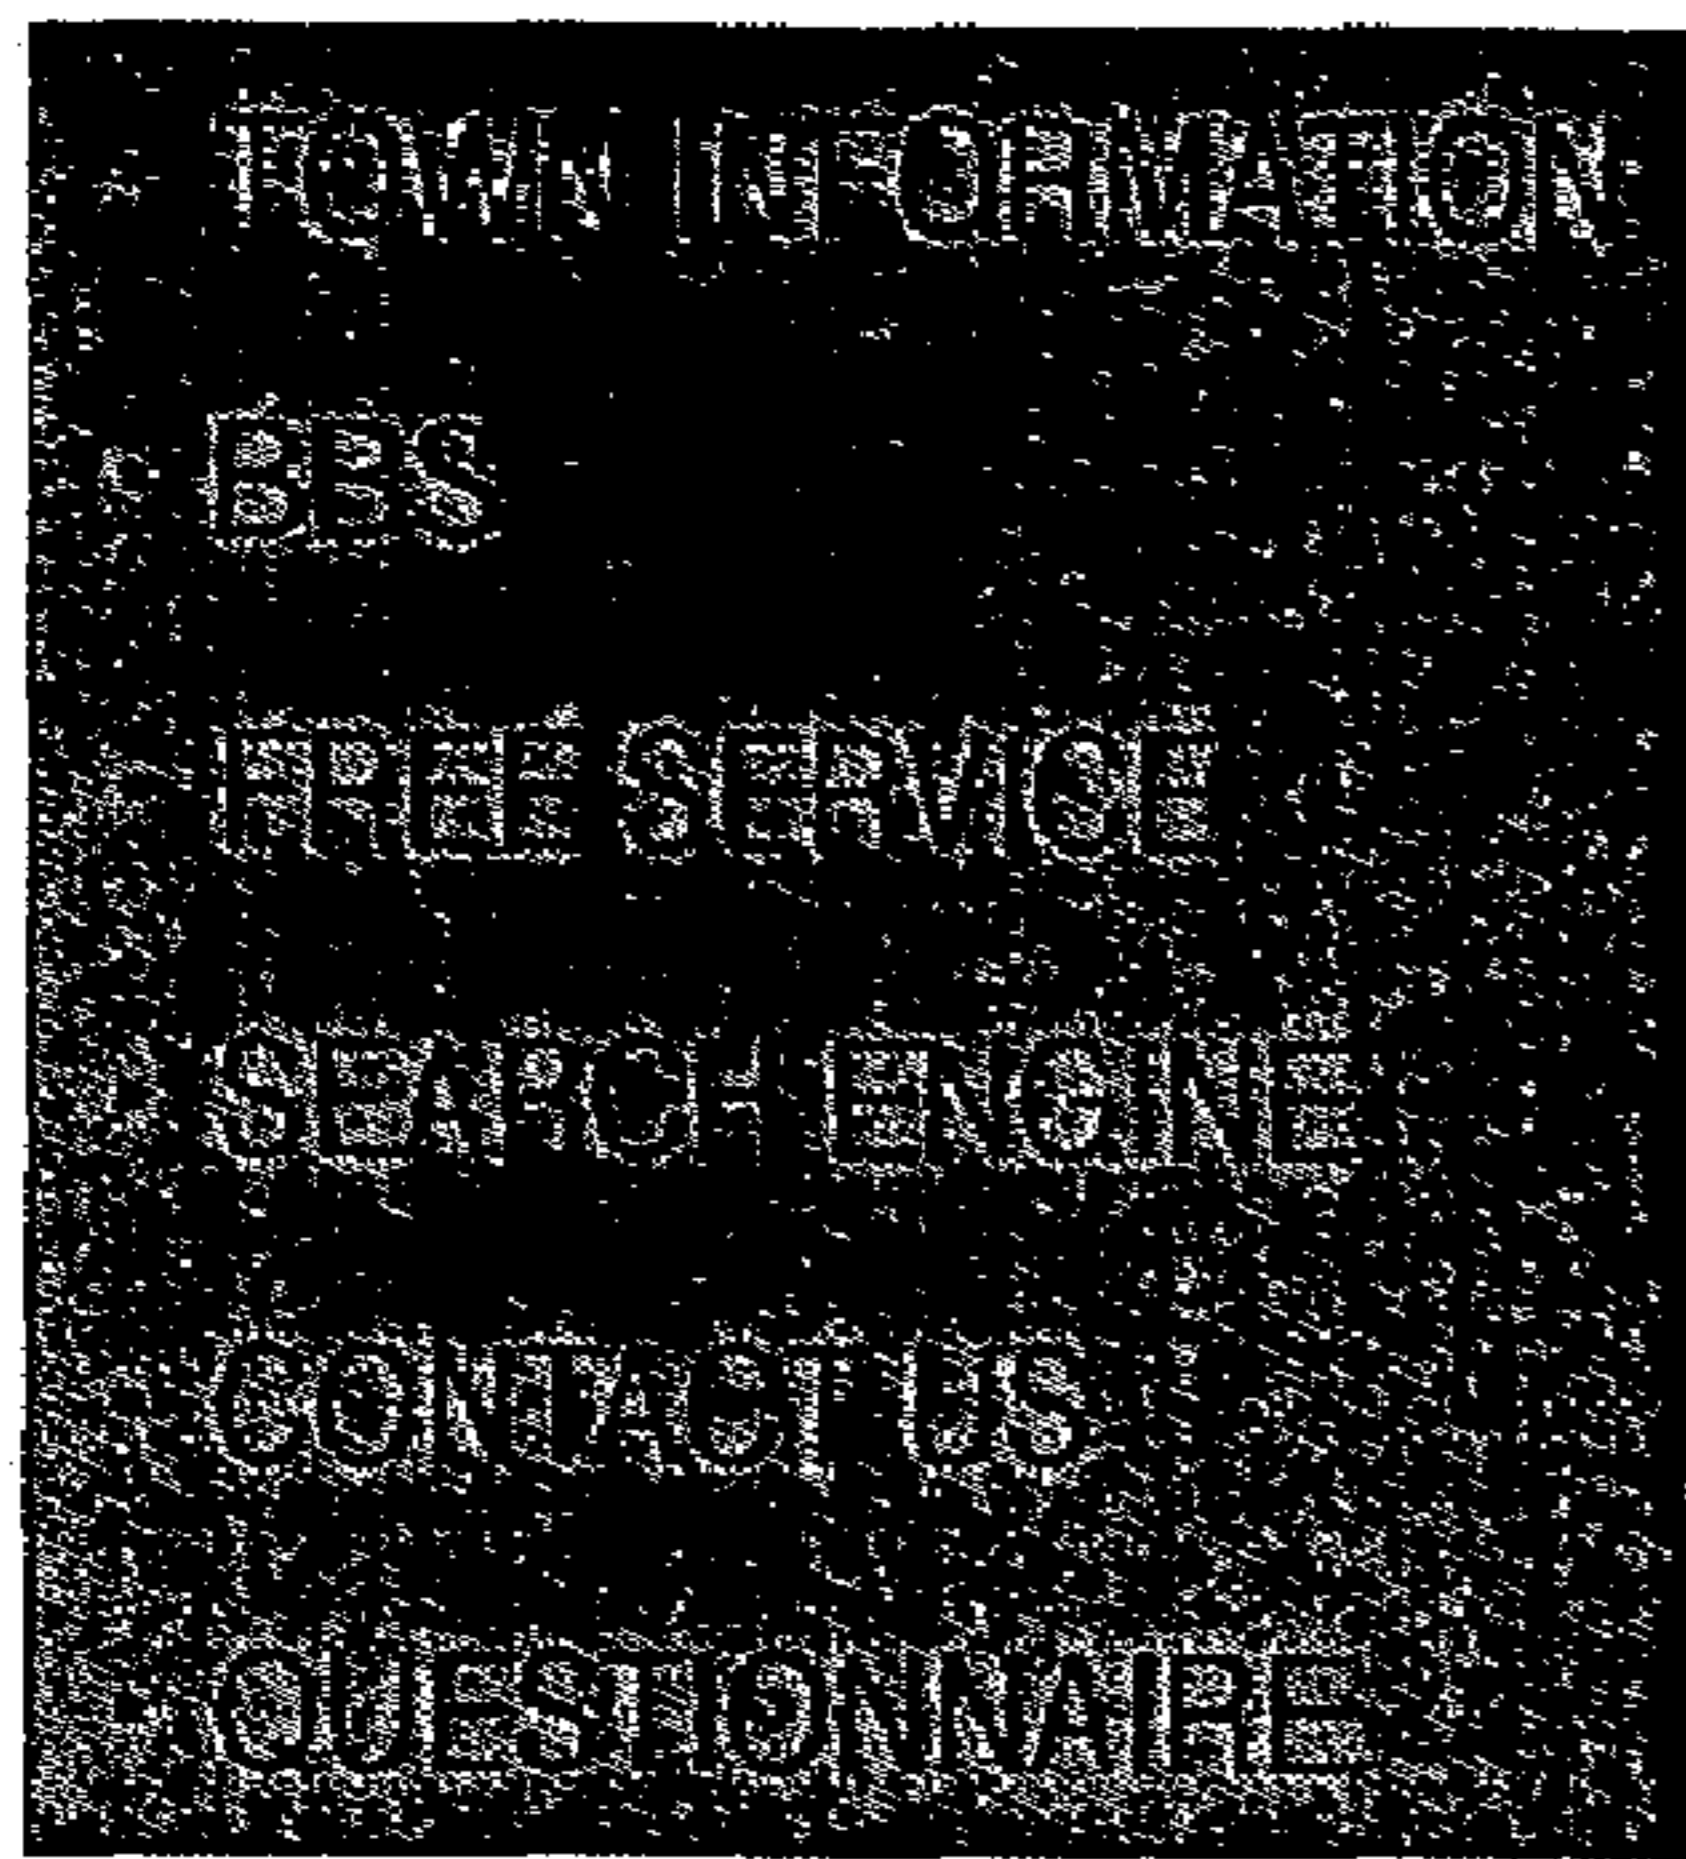 TOWN INFORMATION
BBS
FREE SERVICE
SEARCH ENGINE
CONTACT US
QUESTIONNAIRE